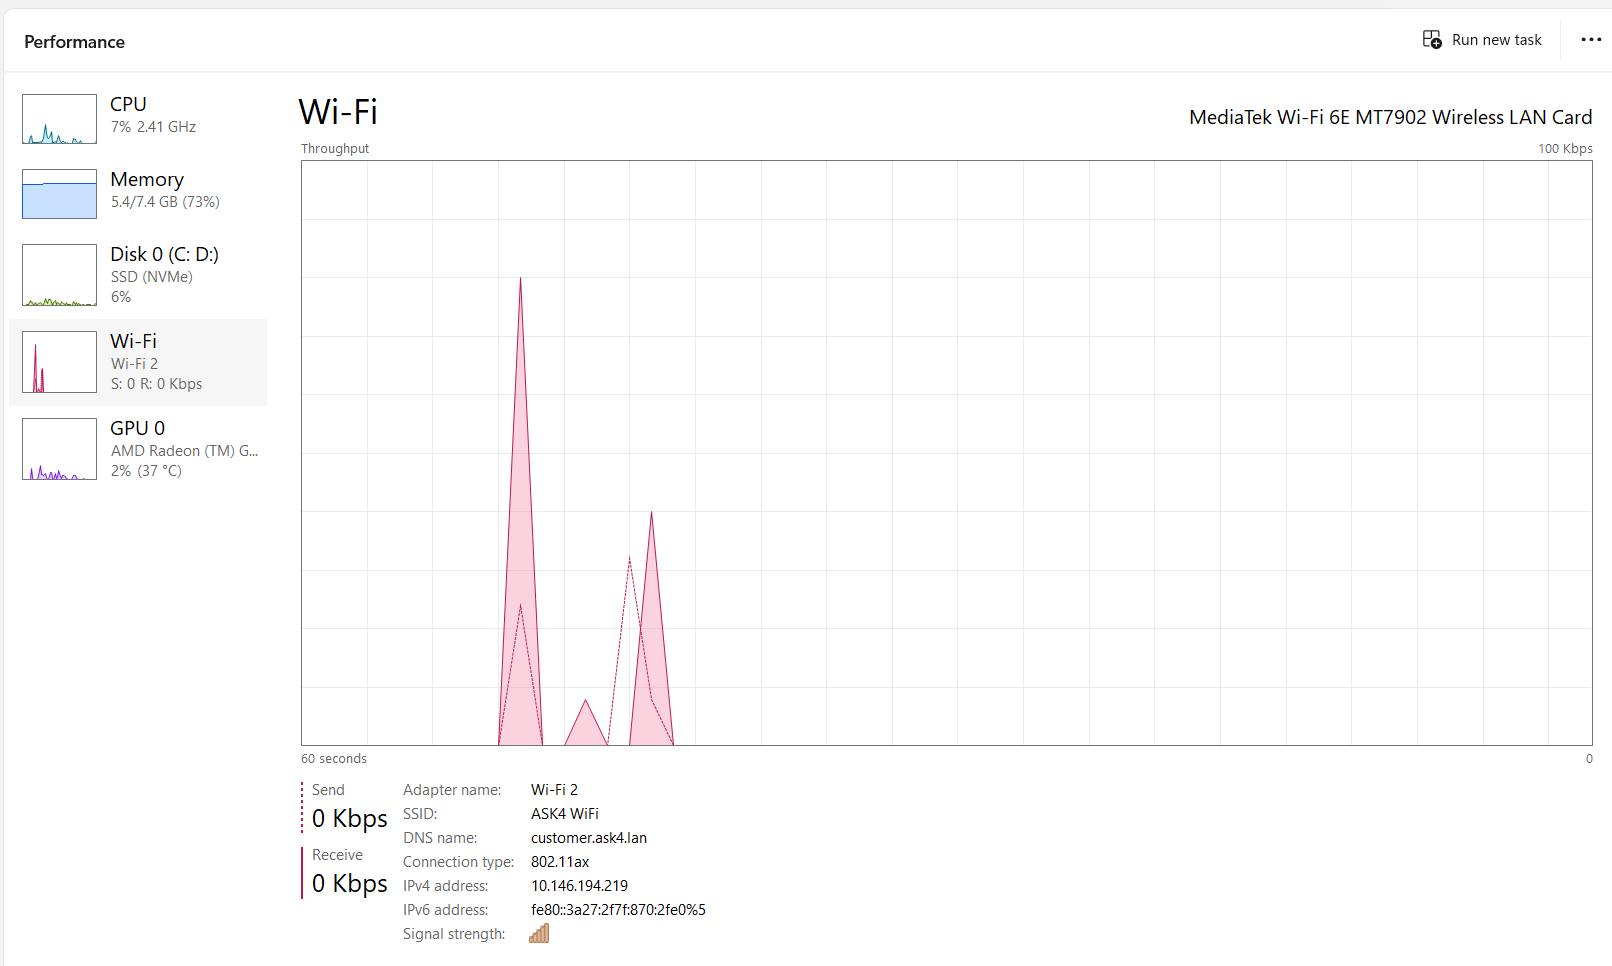 Performance
Run new task
CPU
7% 2.41 GHz
Memory
5.4/7.4 GB (73%)
Disk 0 (C: D:)
SSD (NVMe)
6%
Wi-Fi
Wi-Fi 2
S: 0 R: 0 Kbps
GPU 0
AMD Radeon (TM) G...
2% (37 °C)
Wi-Fi
MediaTek Wi-Fi 6E MT7902 Wireless LAN Card
Throughput
100 Kbps
60 seconds
0
Send
0 Kbps
Receive
0 Kbps
Adapter name: Wi-Fi 2
SSID: ASK4 WiFi
DNS name: customer.ask4.lan
Connection type: 802.11ax
IPv4 address: 10.146.194.219
IPv6 address: fe80::3a27:2f7f:870:2fe0%5
Signal strength: